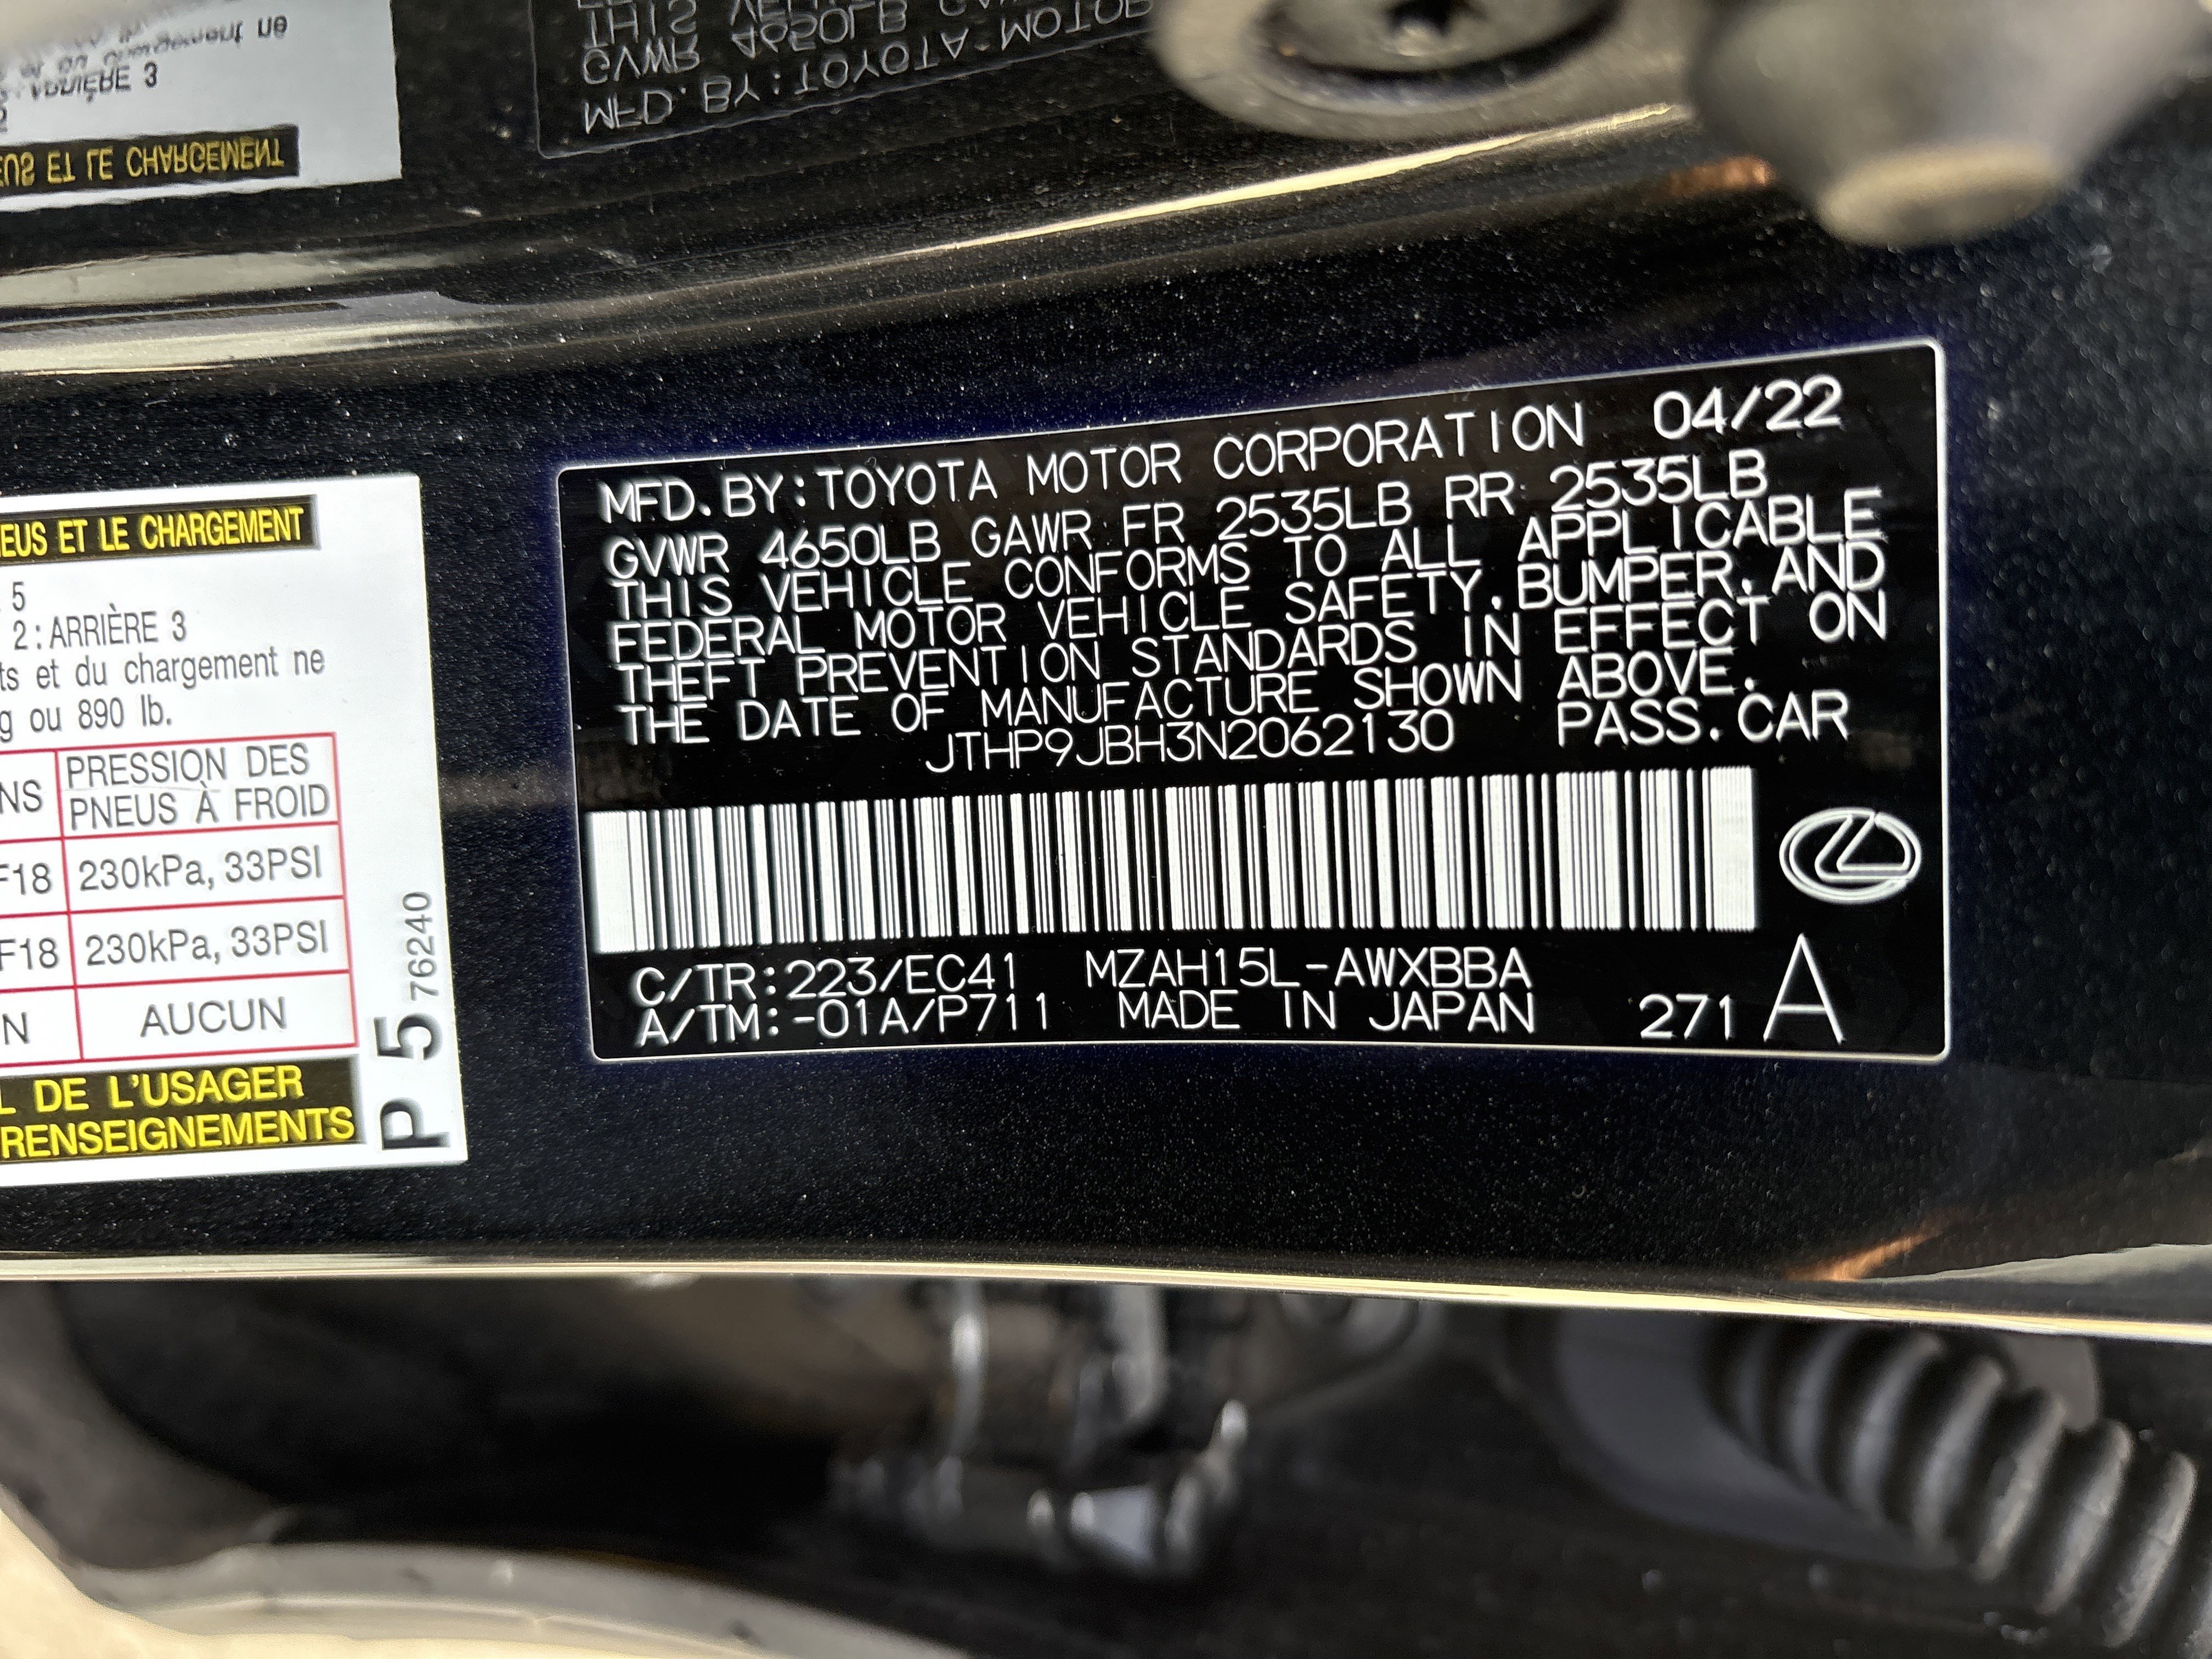 EUS ET LE CHARGEMENT
5
2 : ARRIÈRE 3
ts et du chargement ne
g ou 890 lb.
NS PRESSION DES
PNEUS À FROID
F18 230kPa, 33PSI
F18 230kPa, 33PSI
N AUCUN
L DE L'USAGER
RENSEIGNEMENTS
P 5 76240
MFD. BY: TOYOTA MOTOR CORPORATION 04/22
GVWR 4650LB GAWR FR 2535LB RR 2535LB
THIS VEHICLE CONFORMS TO ALL APPLICABLE
FEDERAL MOTOR VEHICLE SAFETY, BUMPER, AND
THEFT PREVENTION STANDARDS IN EFFECT ON
THE DATE OF MANUFACTURE SHOWN ABOVE.
JTHP9JBH3N2062130 PASS. CAR
C/TR: 223/EC41 MZAH15L-AWXBBA
A/TM: -01A/P711 MADE IN JAPAN 271 A